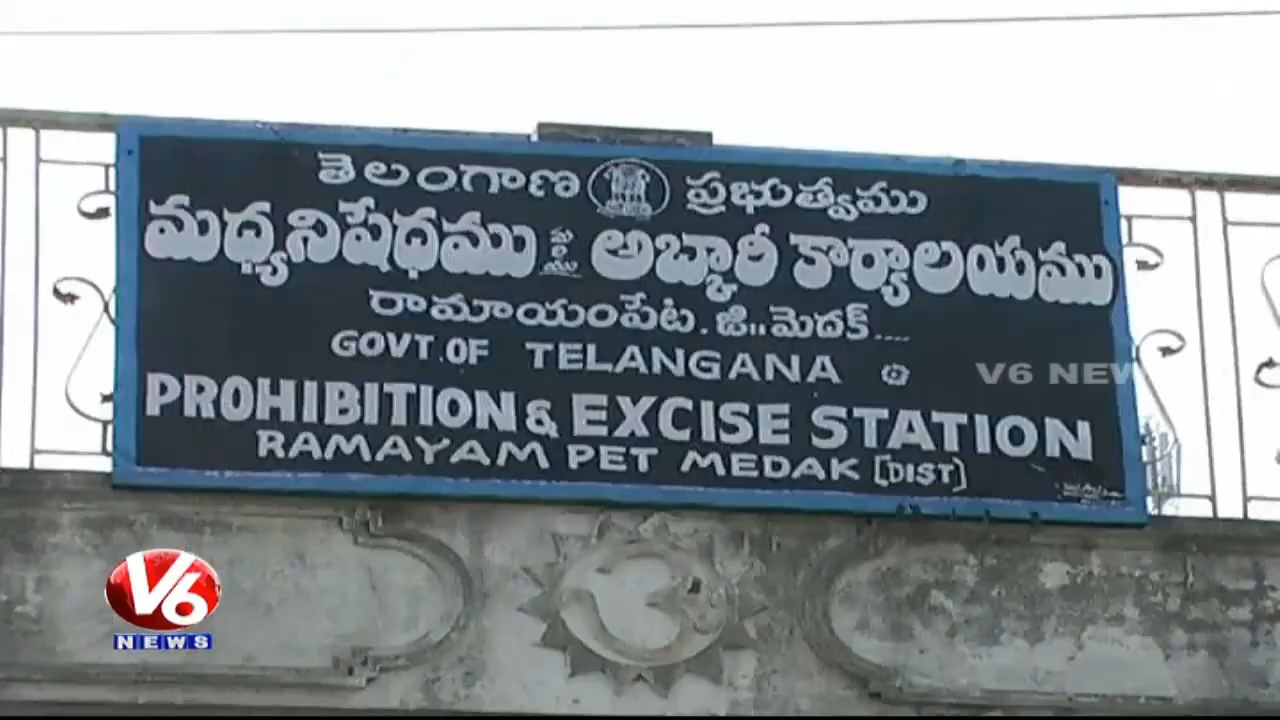 తెలంగాణ ప్రభుత్వము
మధ్యనిషేధము మరియు అబ్కారీ కార్యాలయము
రామాయంపేట. జి॥మెదక్....
GOVT.OF TELANGANA
V6 NEW
PROHIBITION & EXCISE STATION
RAMAYAM PET MEDAK [DIST]
V6
NEWS